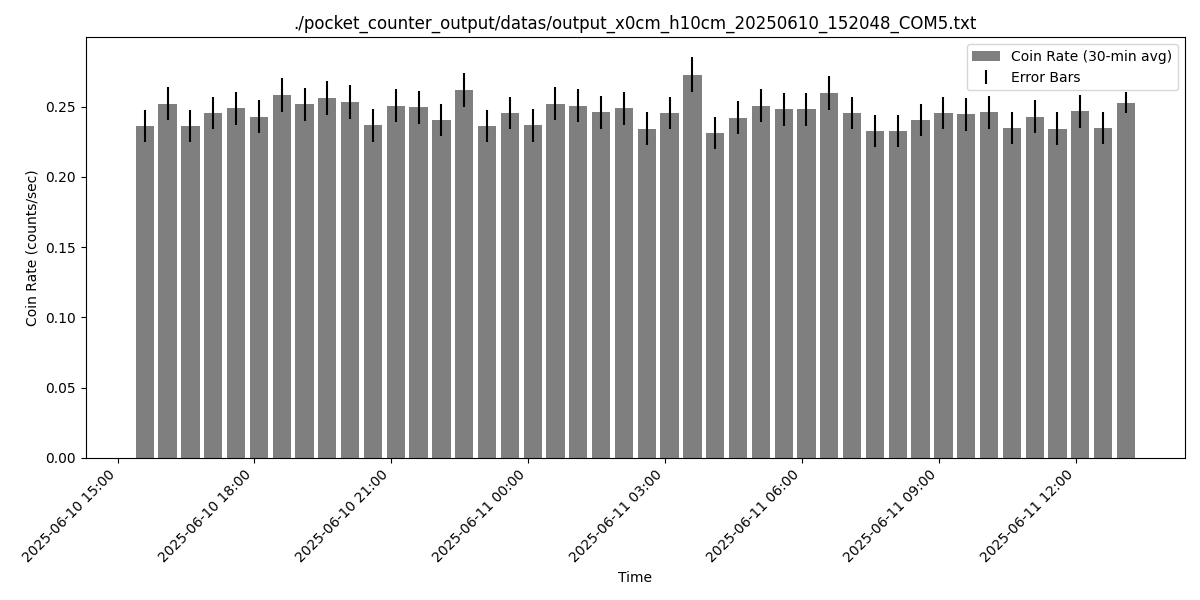 ./pocket_counter_output/datas/output_x0cm_h10cm_20250610_152048_COM5.txt
Coin Rate (30-min avg)
Error Bars
Coin Rate (counts/sec)
0.25
0.20
0.15
0.10
0.05
0.00
2025-06-10 15:00
2025-06-10 18:00
2025-06-10 21:00
2025-06-11 00:00
2025-06-11 03:00
2025-06-11 06:00
2025-06-11 09:00
2025-06-11 12:00
Time